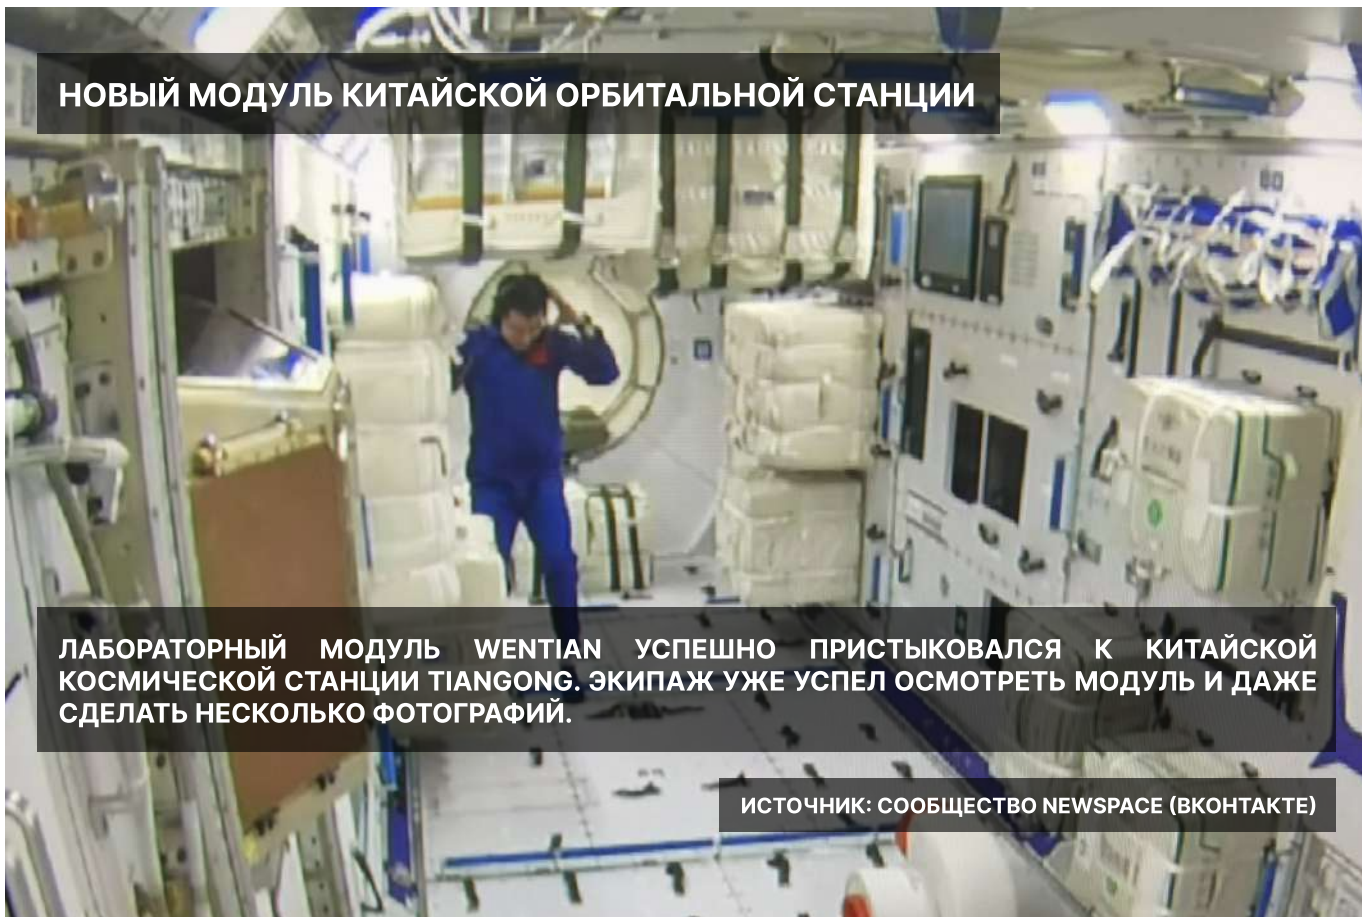 НОВЫЙ МОДУЛЬ КИТАЙСКОЙ ОРБИТАЛЬНОЙ СТАНЦИИ
ЛАБОРАТОРНЫЙ МОДУЛЬ WENTIAN УСПЕШНО ПРИСТЫКОВАЛСЯ К КИТАЙСКОЙ
КОСМИЧЕСКОЙ СТАНЦИИ TIANGONG. ЭКИПАЖ УЖЕ УСПЕЛ ОСМОТРЕТЬ МОДУЛЬ И ДАЖЕ
СДЕЛАТЬ НЕСКОЛЬКО ФОТОГРАФИЙ.
ИСТОЧНИК: СООБЩЕСТВО NEWSPACE (ВКОНТАКТЕ)